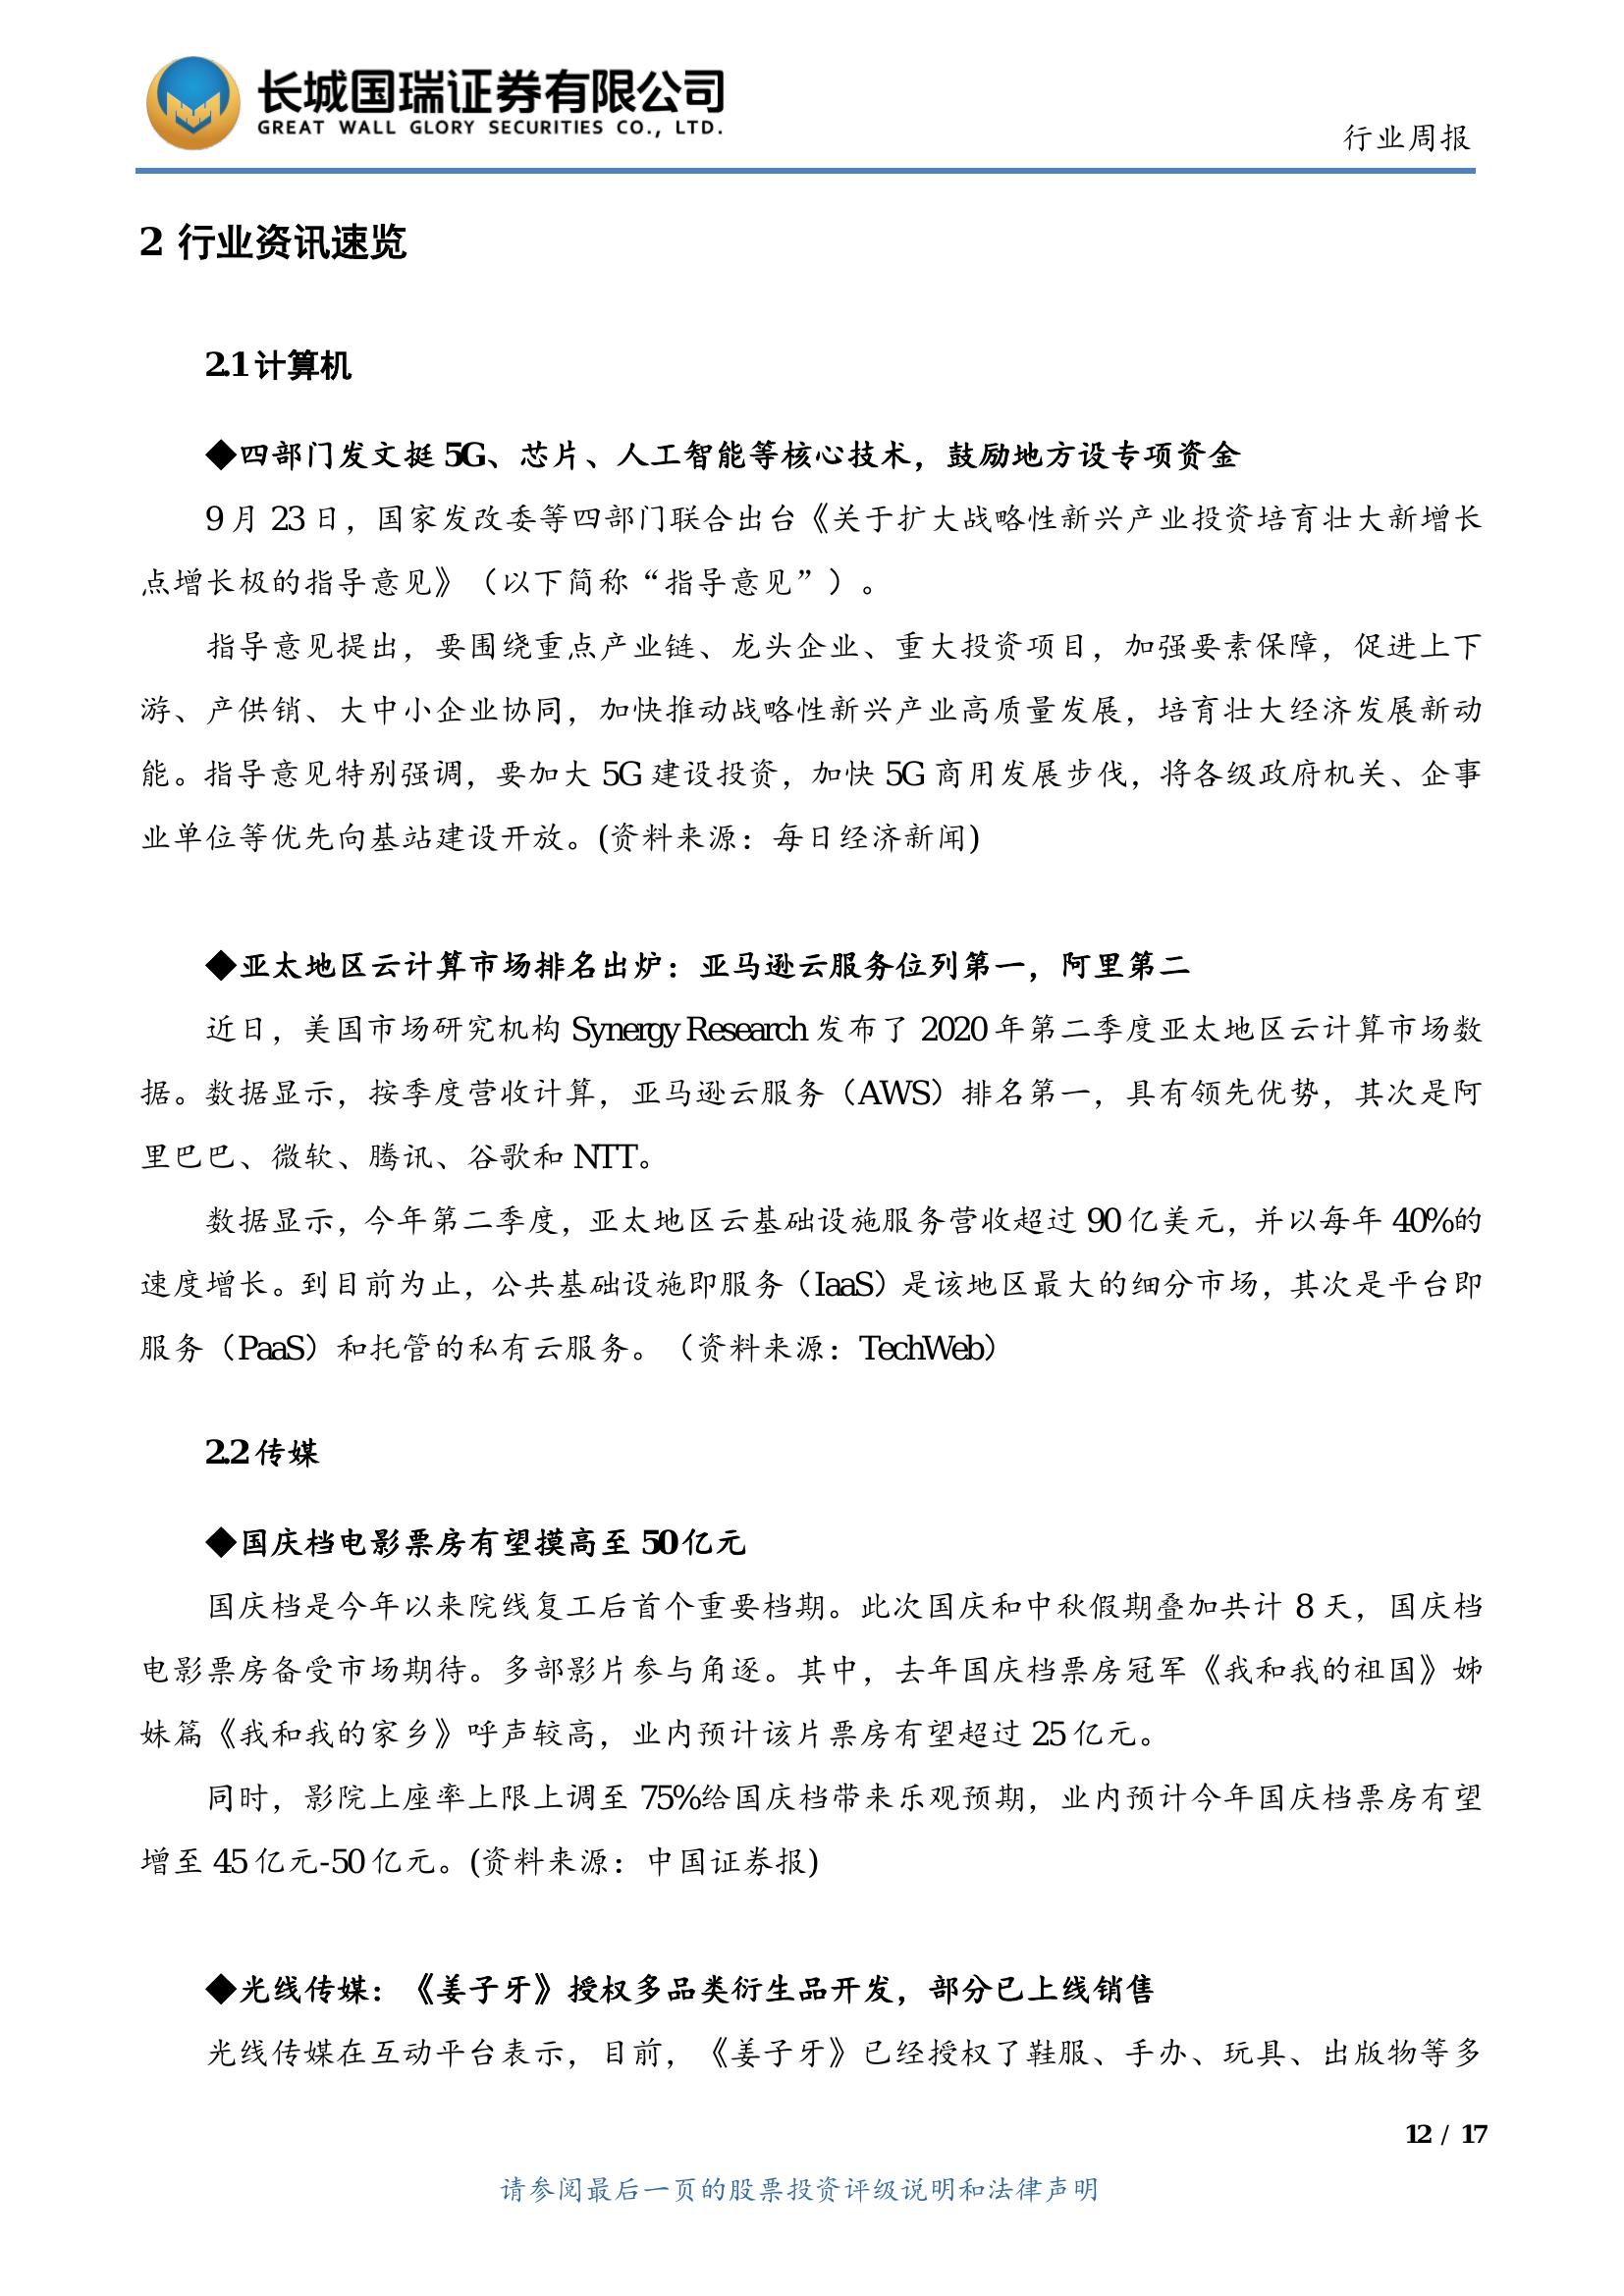 长城国瑞证券有限公司
GREAT WALL GLORY SECURITIES CO., LTD.
行业周报
2 行业资讯速览
2.1 计算机
◆四部门发文挺 5G、芯片、人工智能等核心技术，鼓励地方设专项资金
9 月 23 日，国家发改委等四部门联合出台《关于扩大战略性新兴产业投资培育壮大新增长
点增长极的指导意见》（以下简称“指导意见”）。
指导意见提出，要围绕重点产业链、龙头企业、重大投资项目，加强要素保障，促进上下
游、产供销、大中小企业协同，加快推动战略性新兴产业高质量发展，培育壮大经济发展新动
能。指导意见特别强调，要加大 5G 建设投资，加快 5G 商用发展步伐，将各级政府机关、企事
业单位等优先向基站建设开放。(资料来源：每日经济新闻)
◆亚太地区云计算市场排名出炉：亚马逊云服务位列第一，阿里第二
近日，美国市场研究机构 Synergy Research 发布了 2020 年第二季度亚太地区云计算市场数
据。数据显示，按季度营收计算，亚马逊云服务（AWS）排名第一，具有领先优势，其次是阿
里巴巴、微软、腾讯、谷歌和 NTT。
数据显示，今年第二季度，亚太地区云基础设施服务营收超过 90 亿美元，并以每年 40%的
速度增长。到目前为止，公共基础设施即服务（IaaS）是该地区最大的细分市场，其次是平台即
服务（PaaS）和托管的私有云服务。（资料来源：TechWeb）
2.2 传媒
◆国庆档电影票房有望摸高至 50 亿元
国庆档是今年以来院线复工后首个重要档期。此次国庆和中秋假期叠加共计 8 天，国庆档
电影票房备受市场期待。多部影片参与角逐。其中，去年国庆档票房冠军《我和我的祖国》姊
妹篇《我和我的家乡》呼声较高，业内预计该片票房有望超过 25 亿元。
同时，影院上座率上限上调至 75%给国庆档带来乐观预期，业内预计今年国庆档票房有望
增至 45 亿元-50 亿元。(资料来源：中国证券报)
◆光线传媒：《姜子牙》授权多品类衍生品开发，部分已上线销售
光线传媒在互动平台表示，目前，《姜子牙》已经授权了鞋服、手办、玩具、出版物等多
12 / 17
请参阅最后一页的股票投资评级说明和法律声明